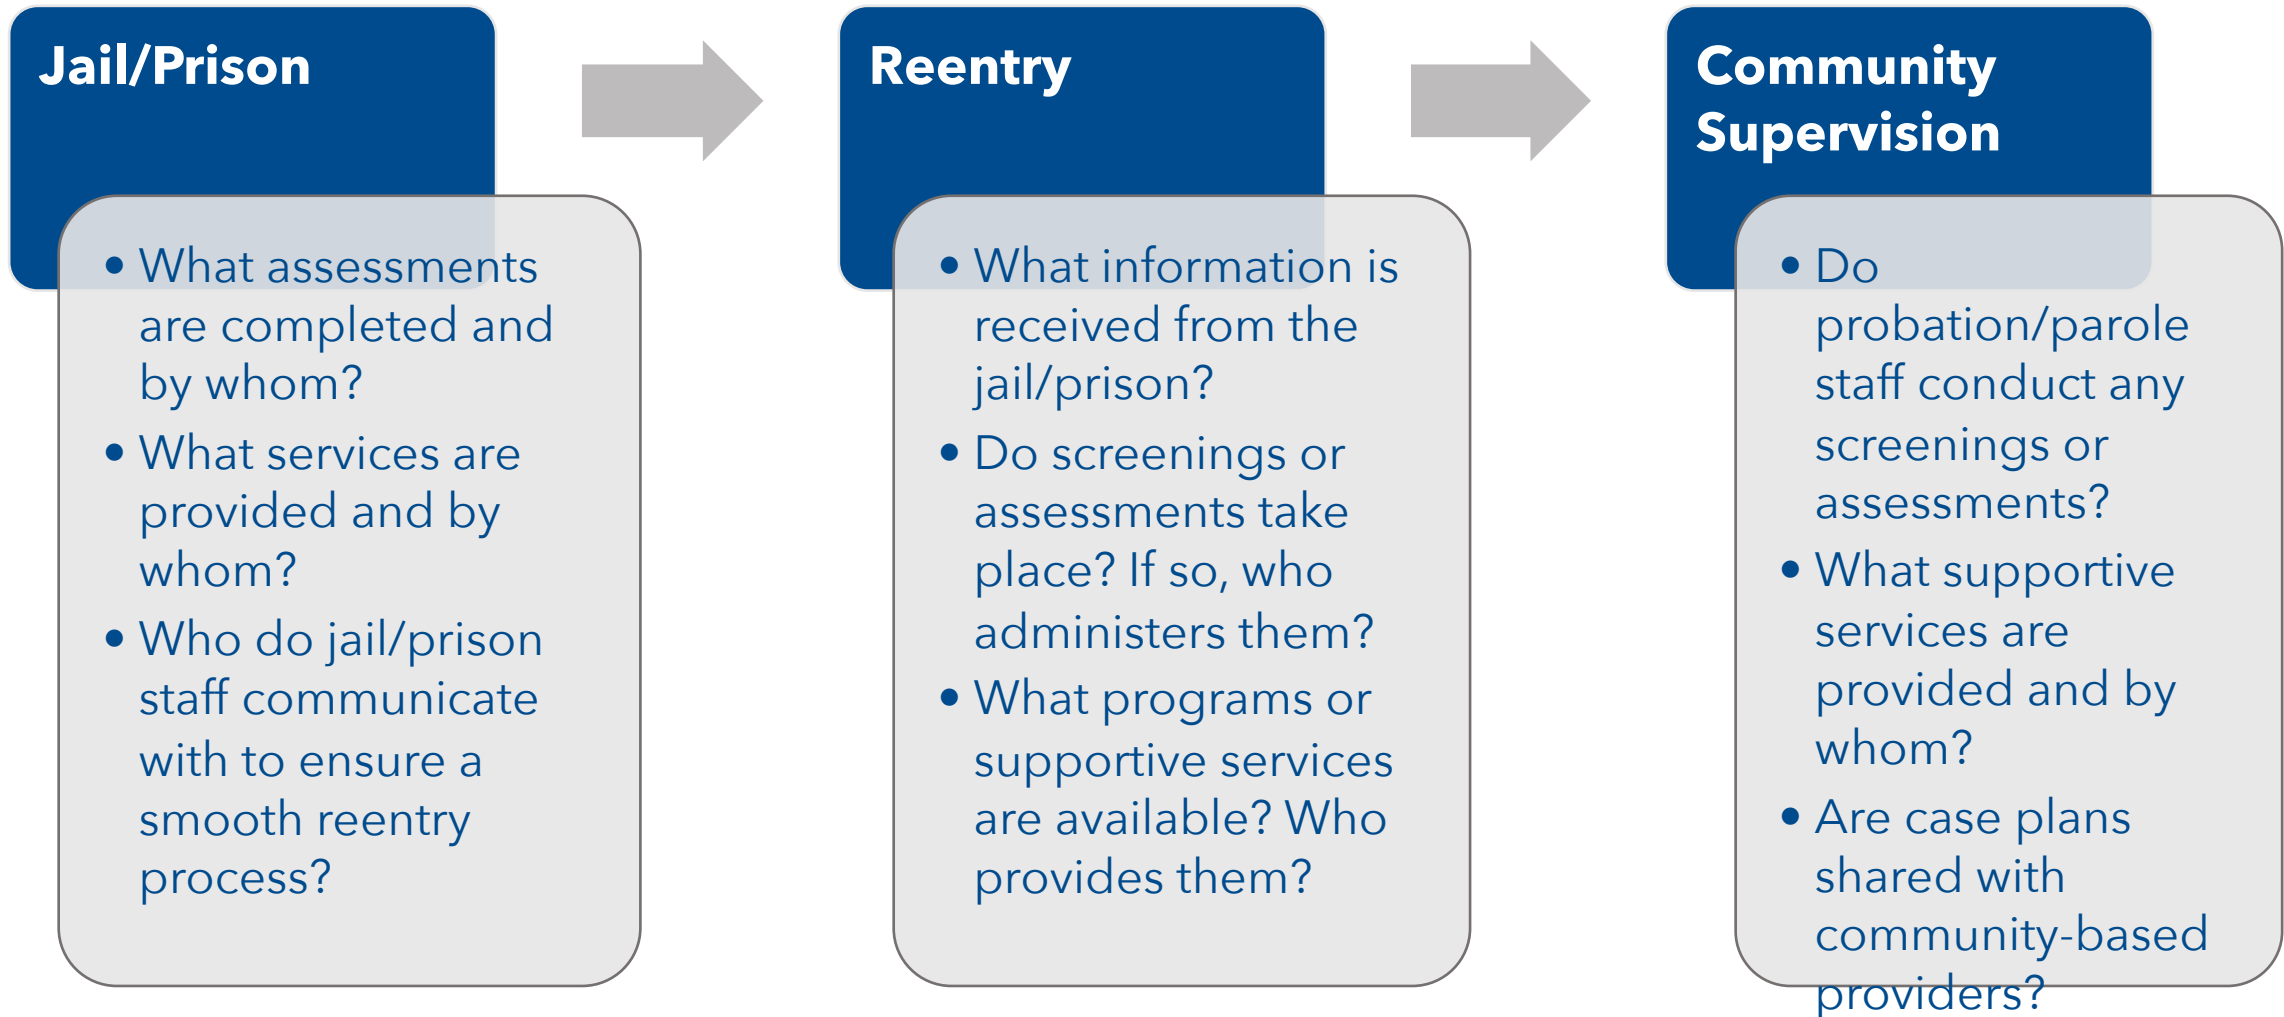 Jail/Prison
• What assessments
are completed and
by whom?
• What services are
provided and by
whom?
• Who do jail/prison
staff communicate
with to ensure a
smooth reentry
process?
Reentry
• What information is
received from the
jail/prison?
• Do screenings or
assessments take
place? If so, who
administers them?
• What programs or
supportive services
are available? Who
provides them?
Community
Supervision
• Do
probation/parole
staff conduct any
screenings or
assessments?
• What supportive
services are
provided and by
whom?
• Are case plans
shared with
community-based
providers?